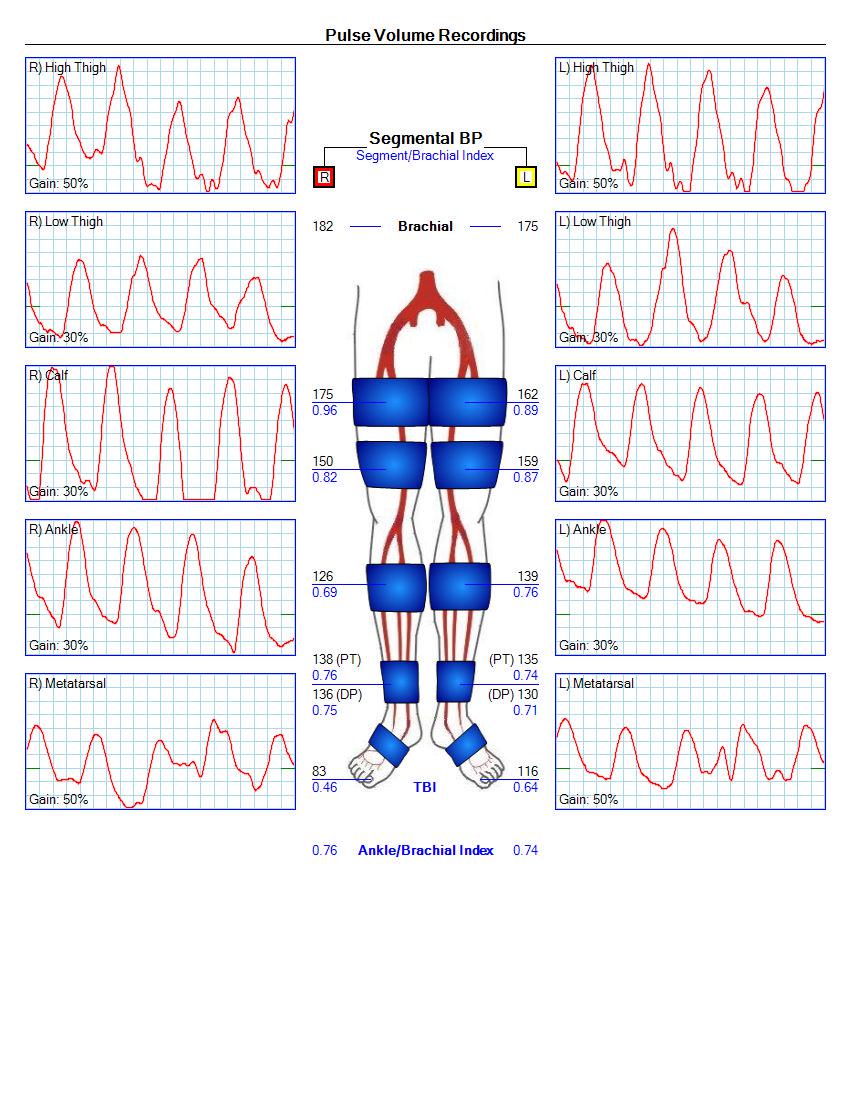 Pulse Volume Recordings
R) High Thigh
Gain: 50%
R) Low Thigh
Gain: 30%
R) Calf
Gain: 30%
R) Ankle
Gain: 30%
R) Metatarsal
Gain: 50%
Segmental BP
Segment/Brachial Index
R L
182 Brachial 175
175 162
0.96 0.89
150 159
0.82 0.87
126 139
0.69 0.76
138 (PT) (PT) 135
0.76 0.74
136 (DP) (DP) 130
0.75 0.71
83 116
0.46 TBI 0.64
0.76 Ankle/Brachial Index 0.74
L) High Thigh
Gain: 50%
L) Low Thigh
Gain: 30%
L) Calf
Gain: 30%
L) Ankle
Gain: 30%
L) Metatarsal
Gain: 50%